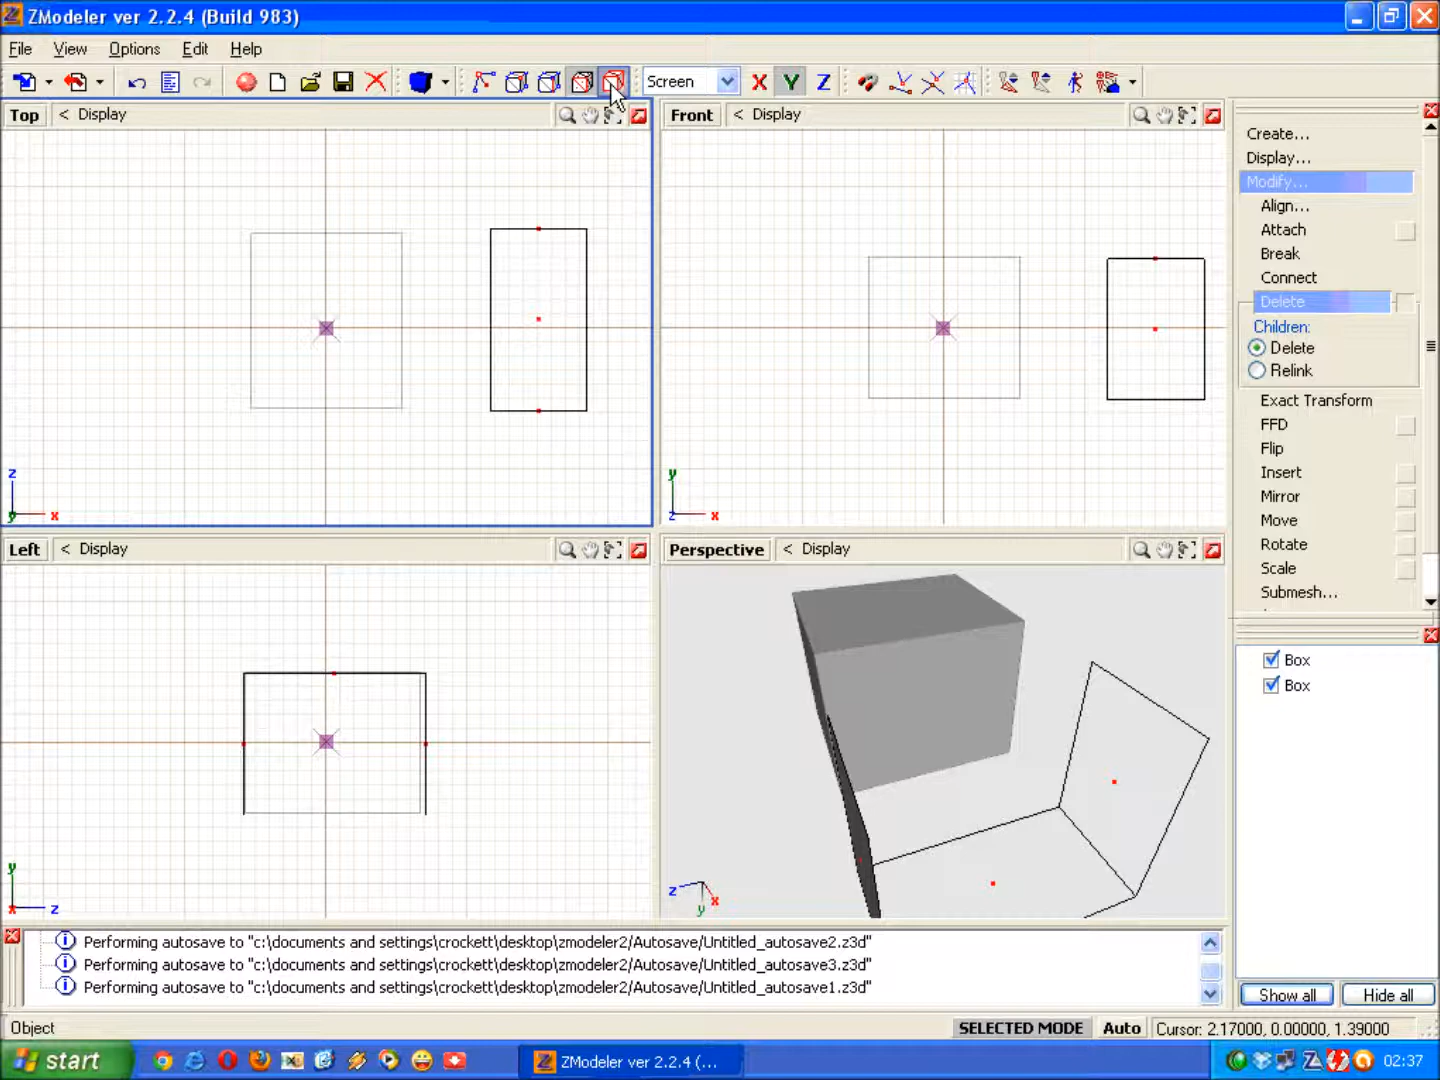 ZModeler ver 2.2.4 (Build 983)
File View Options Edit Help
Screen X Y Z
Top < Display
Front < Display
z
y x
y
z x
Left < Display
Perspective < Display
y
x z
z x
y
Create...
Display...
Modify...
Align...
Attach
Break
Connect
Delete
Children:
Delete
Relink
Exact Transform
FFD
Flip
Insert
Mirror
Move
Rotate
Scale
Submesh...
Box
Box
Show all Hide all
Performing autosave to "c:\documents and settings\crockett\desktop\zmodeler2/Autosave/Untitled_autosave2.z3d"
Performing autosave to "c:\documents and settings\crockett\desktop\zmodeler2/Autosave/Untitled_autosave3.z3d"
Performing autosave to "c:\documents and settings\crockett\desktop\zmodeler2/Autosave/Untitled_autosave1.z3d"
Object SELECTED MODE Auto Cursor: 2.17000, 0.00000, 1.39000
start ZModeler ver 2.2.4 (... 02:37